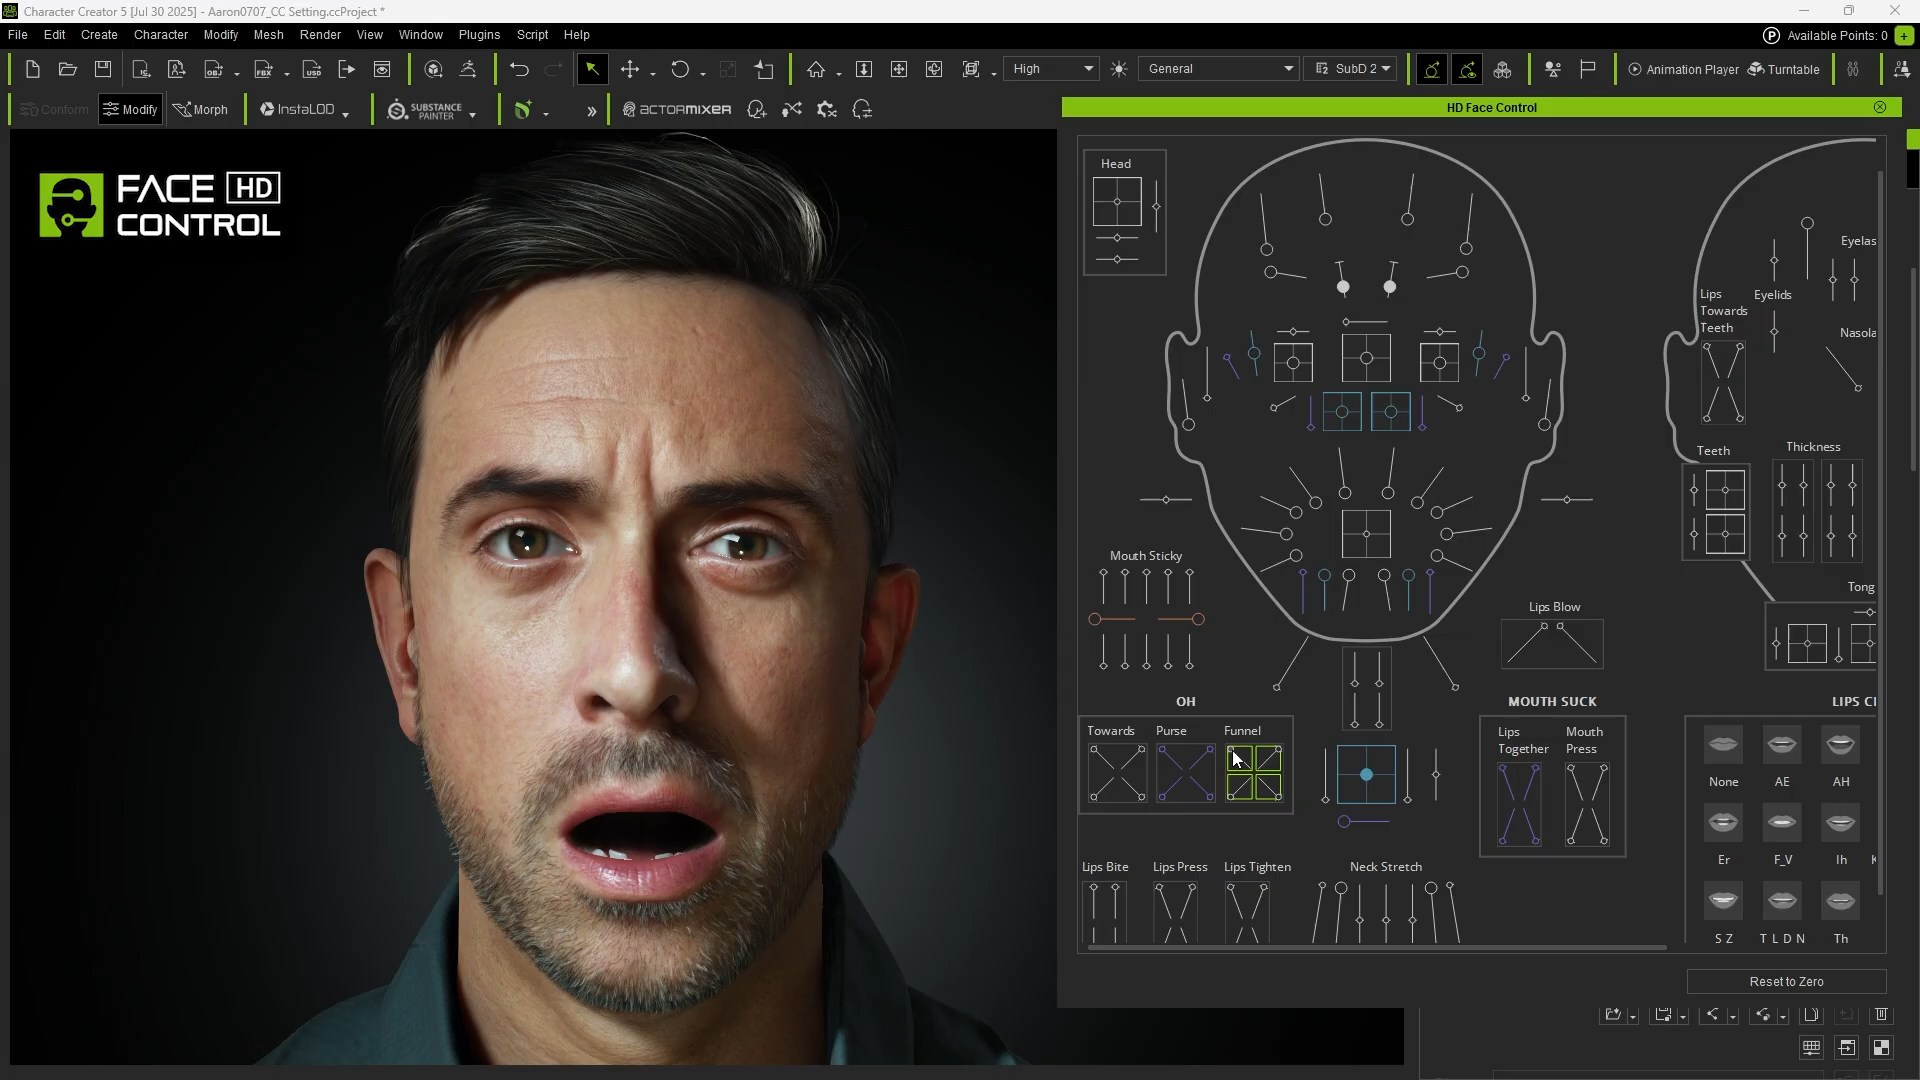 Character Creator 5 [Jul 30 2025] - Aaron0707_CC Setting.ccProject *
File Edit Create Character Modify Mesh Render View Window Plugins Script Help
P Available Points: 0 +
IC OBJ FBX USD High General SubD 2 Animation Player Turntable
Conform Modify Morph InstaLOD SUBSTANCE PAINTER » ACTORMIXER
HD Face Control
FACE HD
CONTROL
Head
Eyelas
Lips
Towards
Teeth
Eyelids
Nasola
Teeth
Thickness
Mouth Sticky
Tong
Lips Blow
OH
MOUTH SUCK
LIPS C
Towards Purse Funnel
Lips
Together
Mouth
Press
None AE AH
Er F_V Ih K
Lips Bite Lips Press Lips Tighten Neck Stretch
S Z T L D N Th
Reset to Zero